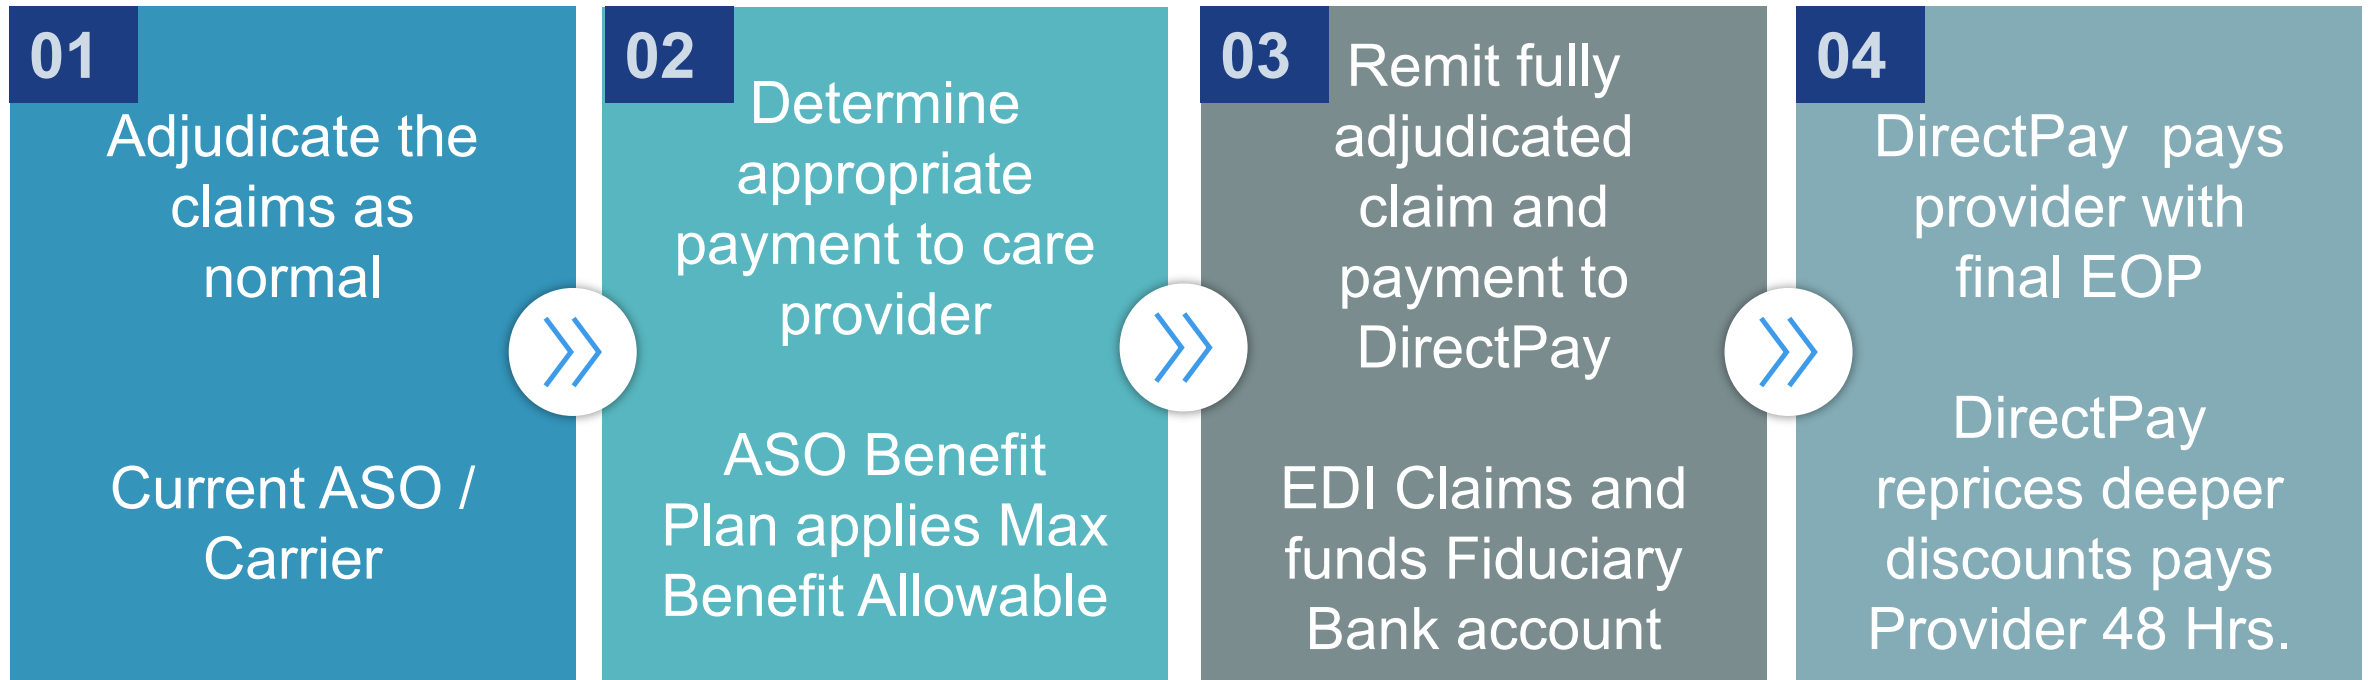 01
Adjudicate the
claims as
normal
Current ASO /
Carrier
02
Determine
appropriate
payment to care
provider
ASO Benefit
Plan applies Max
Benefit Allowable
03
Remit fully
adjudicated
claim and
payment to
DirectPay
EDI Claims and
funds Fiduciary
Bank account
04
DirectPay  pays
provider with
final EOP
DirectPay
reprices deeper
discounts pays
Provider 48 Hrs.